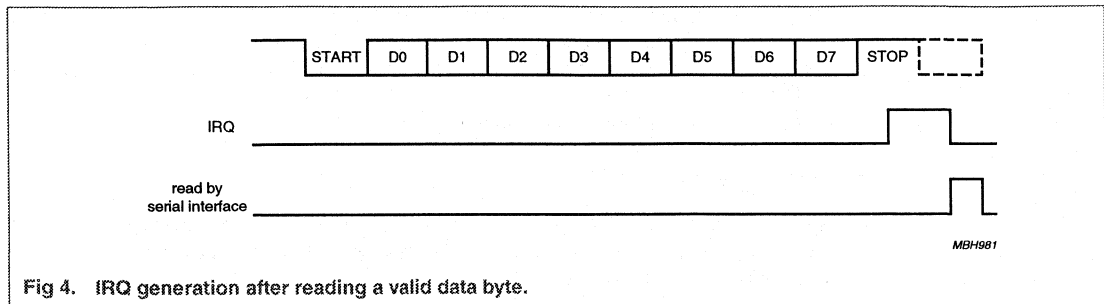 START D0 D1 D2 D3 D4 D5 D6 D7 STOP
IRQ
read by
serial interface
MBH981
Fig 4. IRQ generation after reading a valid data byte.